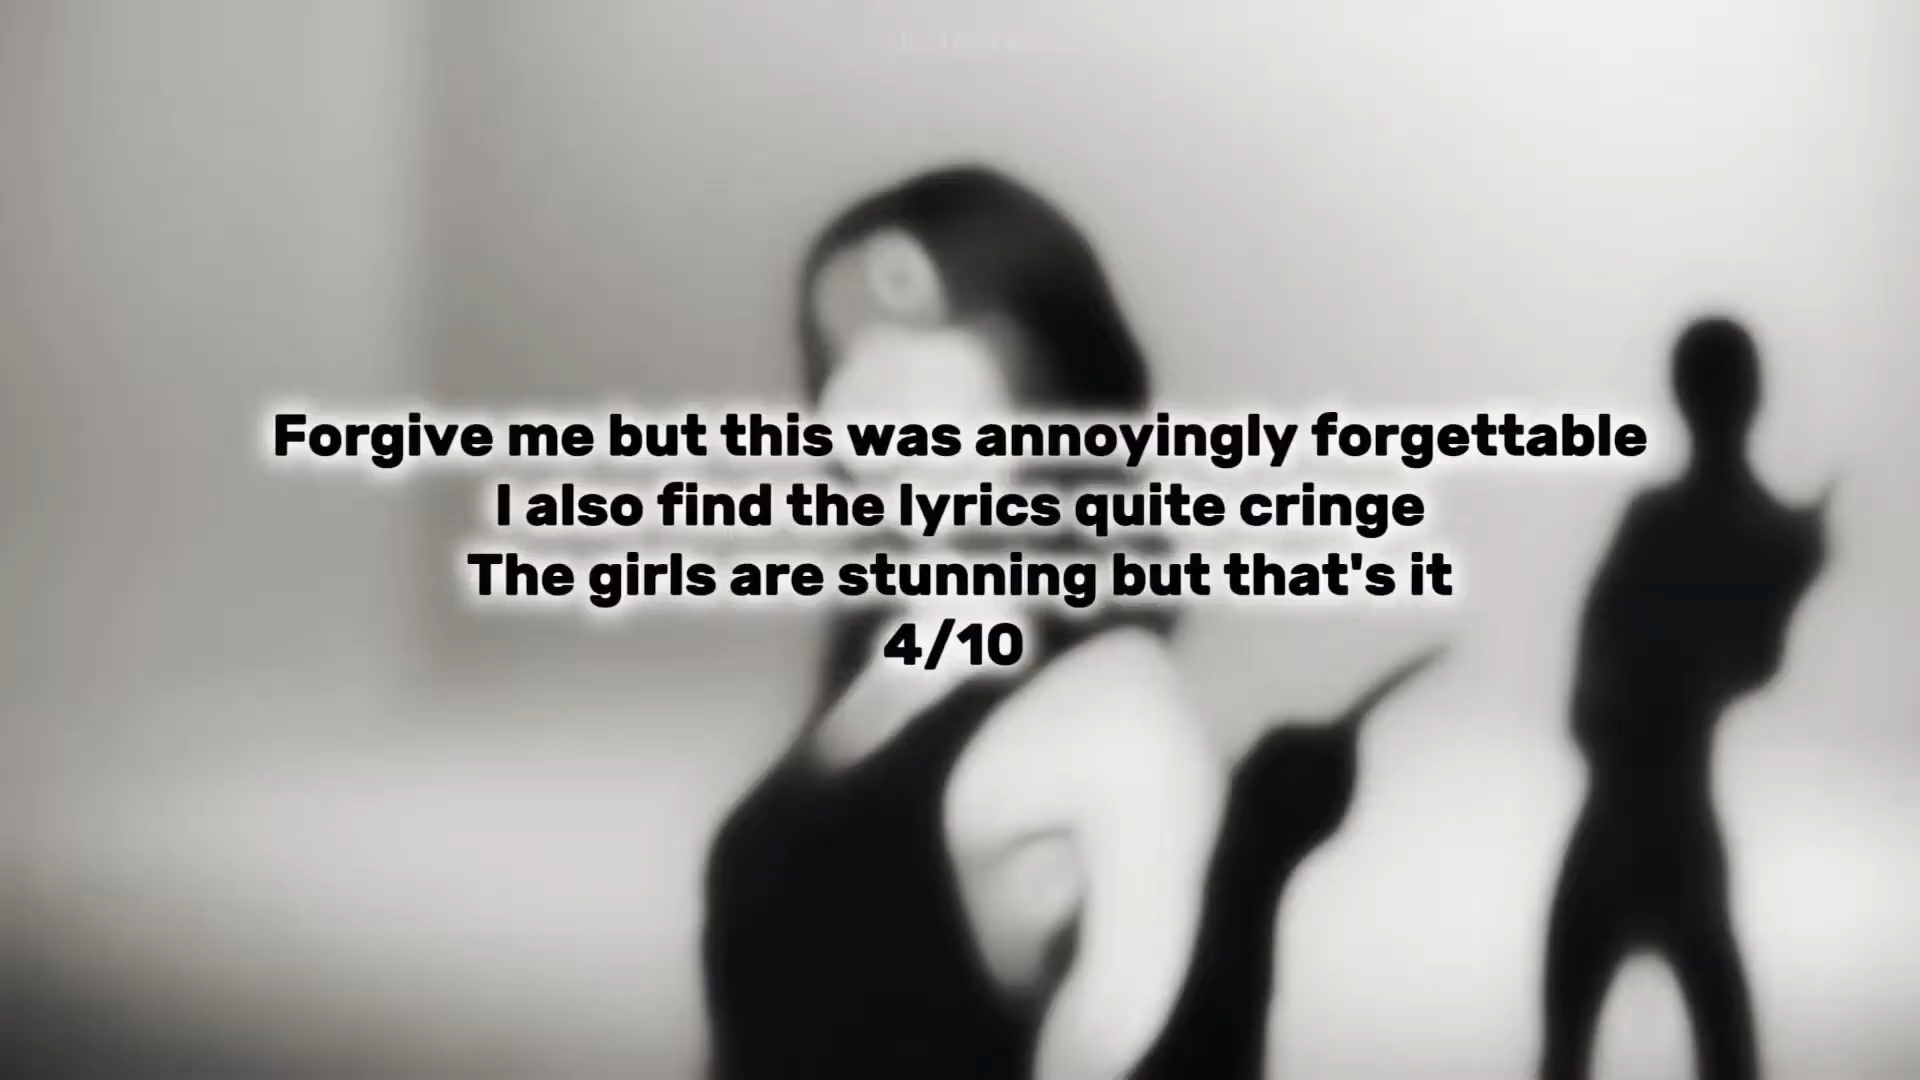 Forgive me but this was annoyingly forgettable
I also find the lyrics quite cringe
The girls are stunning but that's it
4/10